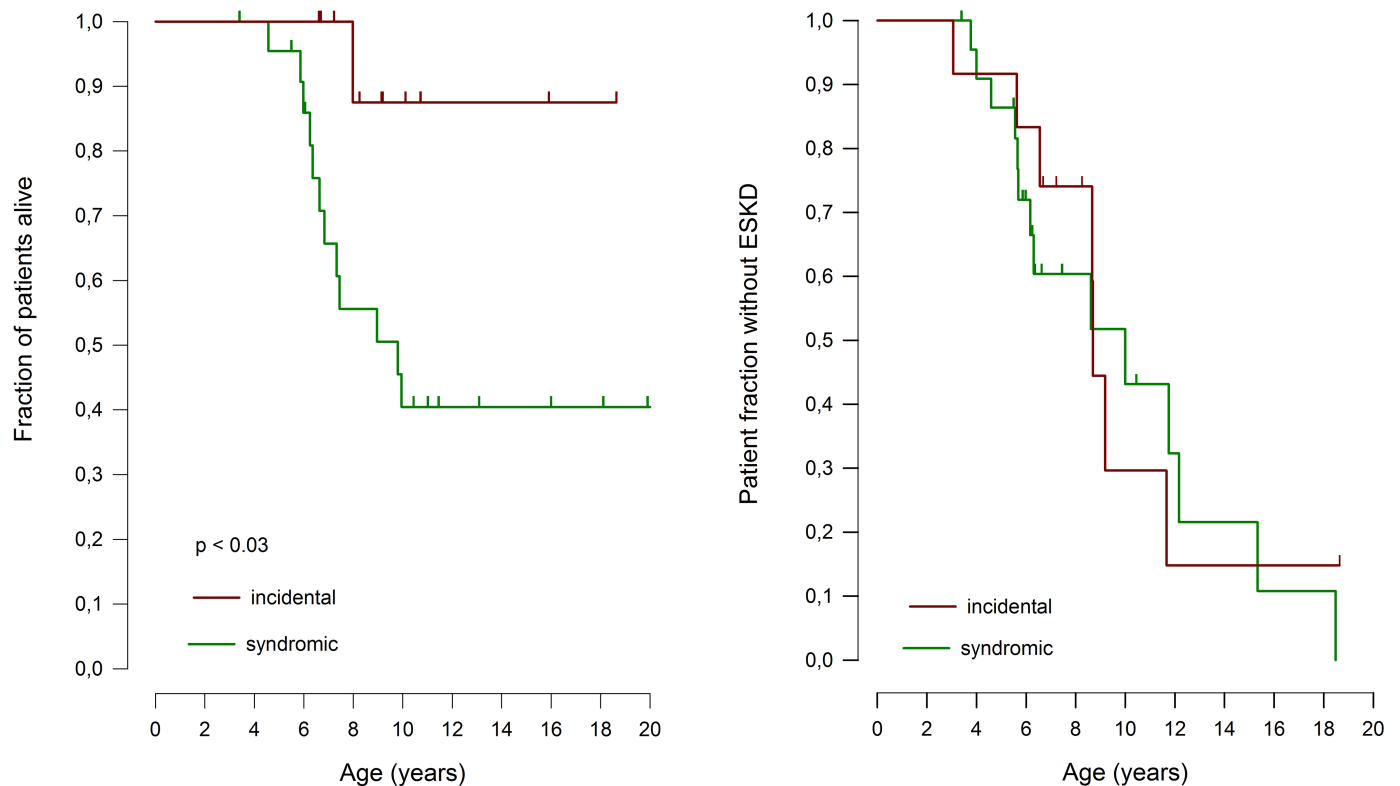 Fraction of patients alive
1,0
0,9
0,8
0,7
0,6
0,5
0,4
0,3
0,2
0,1
0,0
p < 0.03
incidental
syndromic
0 2 4 6 8 10 12 14 16 18 20
Age (years)
Patient fraction without ESKD
1,0
0,9
0,8
0,7
0,6
0,5
0,4
0,3
0,2
0,1
0,0
incidental
syndromic
0 2 4 6 8 10 12 14 16 18 20
Age (years)